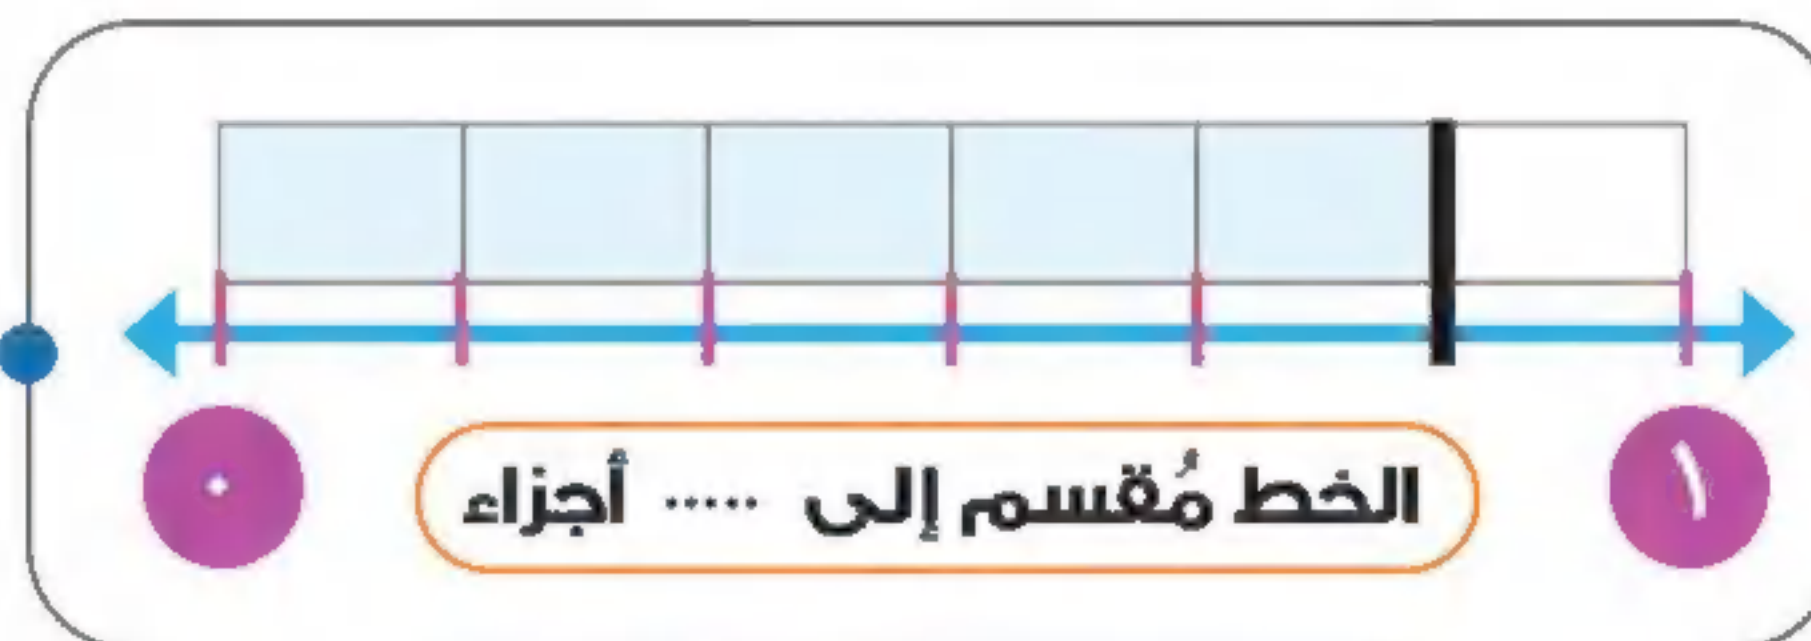 ٠
١
الخط مُقسم إلى ..... أجزاء